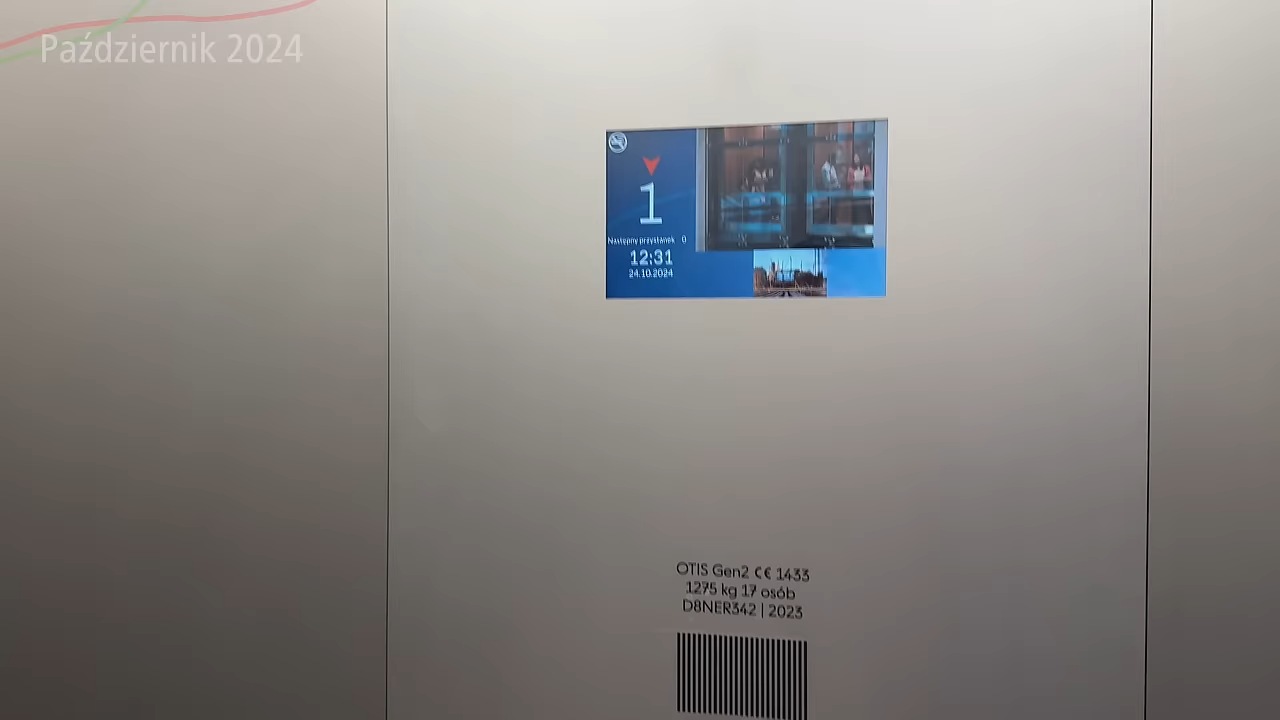 Październik 2024
1
Następny przystanek 0
12:31
24.10.2024
OTIS Gen2 CE 1433
1275 kg 17 osób
D8NER342 | 2023